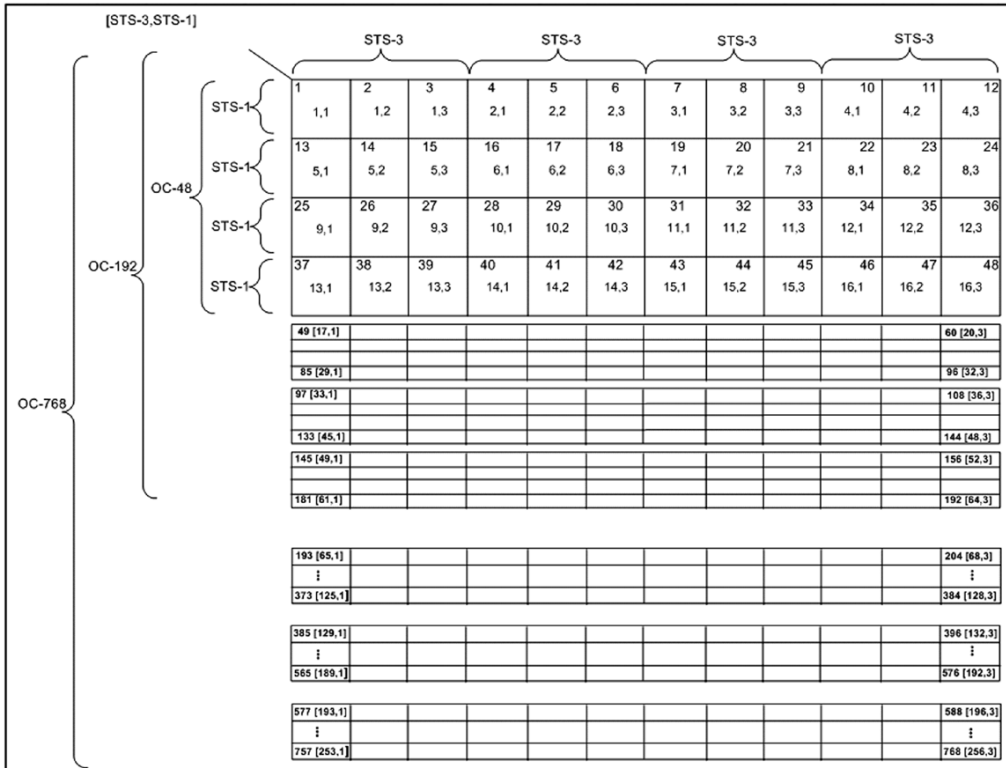 [STS-3,STS-1]
STS-3 STS-3 STS-3 STS-3
1 2 3 4 5 6 7 8 9 10 11 12
STS-1 1,1 1,2 1,3 2,1 2,2 2,3 3,1 3,2 3,3 4,1 4,2 4,3
13 14 15 16 17 18 19 20 21 22 23 24
STS-1 5,1 5,2 5,3 6,1 6,2 6,3 7,1 7,2 7,3 8,1 8,2 8,3
OC-48
25 26 27 28 29 30 31 32 33 34 35 36
STS-1 9,1 9,2 9,3 10,1 10,2 10,3 11,1 11,2 11,3 12,1 12,2 12,3
OC-192
37 38 39 40 41 42 43 44 45 46 47 48
STS-1 13,1 13,2 13,3 14,1 14,2 14,3 15,1 15,2 15,3 16,1 16,2 16,3
49 [17,1] 60 [20,3]
85 [29,1] 96 [32,3]
97 [33,1] 108 [36,3]
OC-768
133 [45,1] 144 [48,3]
145 [49,1] 156 [52,3]
181 [61,1] 192 [64,3]
193 [65,1] 204 [68,3]
⋮ ⋮
373 [125,1] 384 [128,3]
385 [129,1] 396 [132,3]
⋮ ⋮
565 [189,1] 576 [192,3]
577 [193,1] 588 [196,3]
⋮ ⋮
757 [253,1] 768 [256,3]